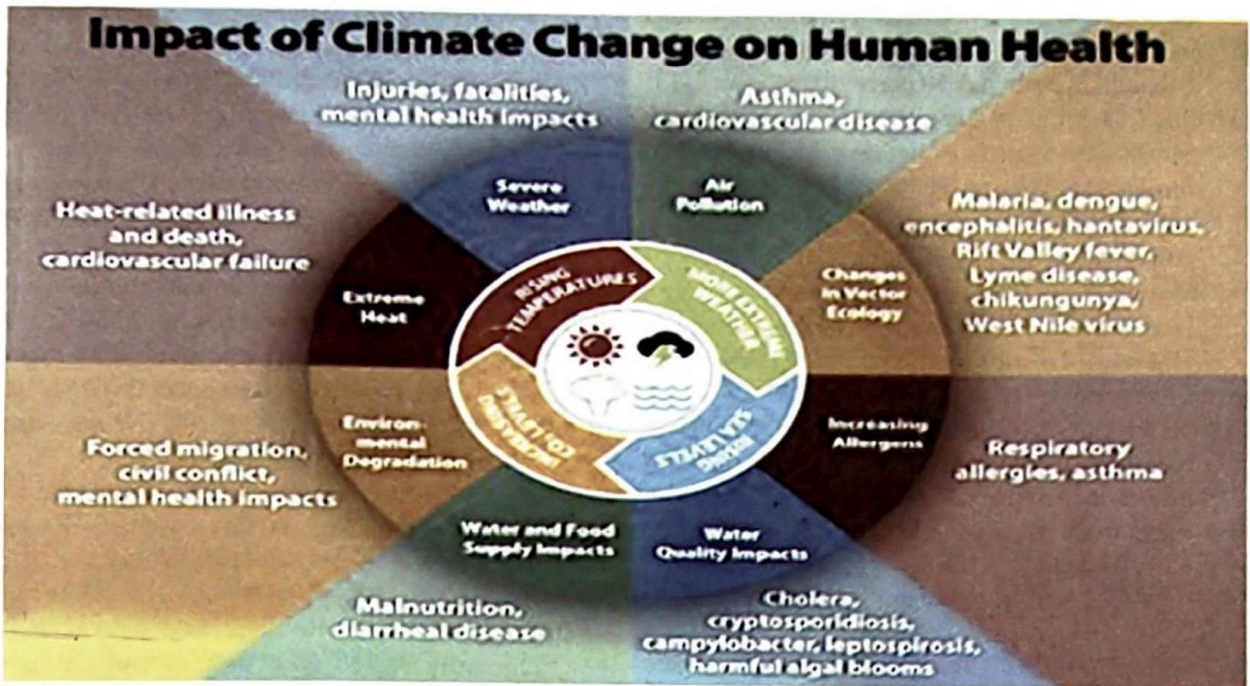 Impact of Climate Change on Human Health
Injuries, fatalities,
mental health impacts
Asthma,
cardiovascular disease
Severe
Weather
Air
Pollution
Heat-related illness
and death,
cardiovascular failure
Extreme
Heat
Malaria, dengue,
encephalitis, hantavirus,
Rift Valley fever,
Lyme disease,
chikungunya,
West Nile virus
Changes
in Vector
Ecology
RISING
TEMPERATURES
MORE EXTREME
WEATHER
RISING
SEA LEVELS
INCREASING
CO2 LEVELS
Environ-
mental
Degradation
Forced migration,
civil conflict,
mental health impacts
Increasing
Allergens
Respiratory
allergies, asthma
Water and Food
Supply Impacts
Water
Quality Impacts
Malnutrition,
diarrheal disease
Cholera,
cryptosporidiosis,
campylobacter, leptospirosis,
harmful algal blooms